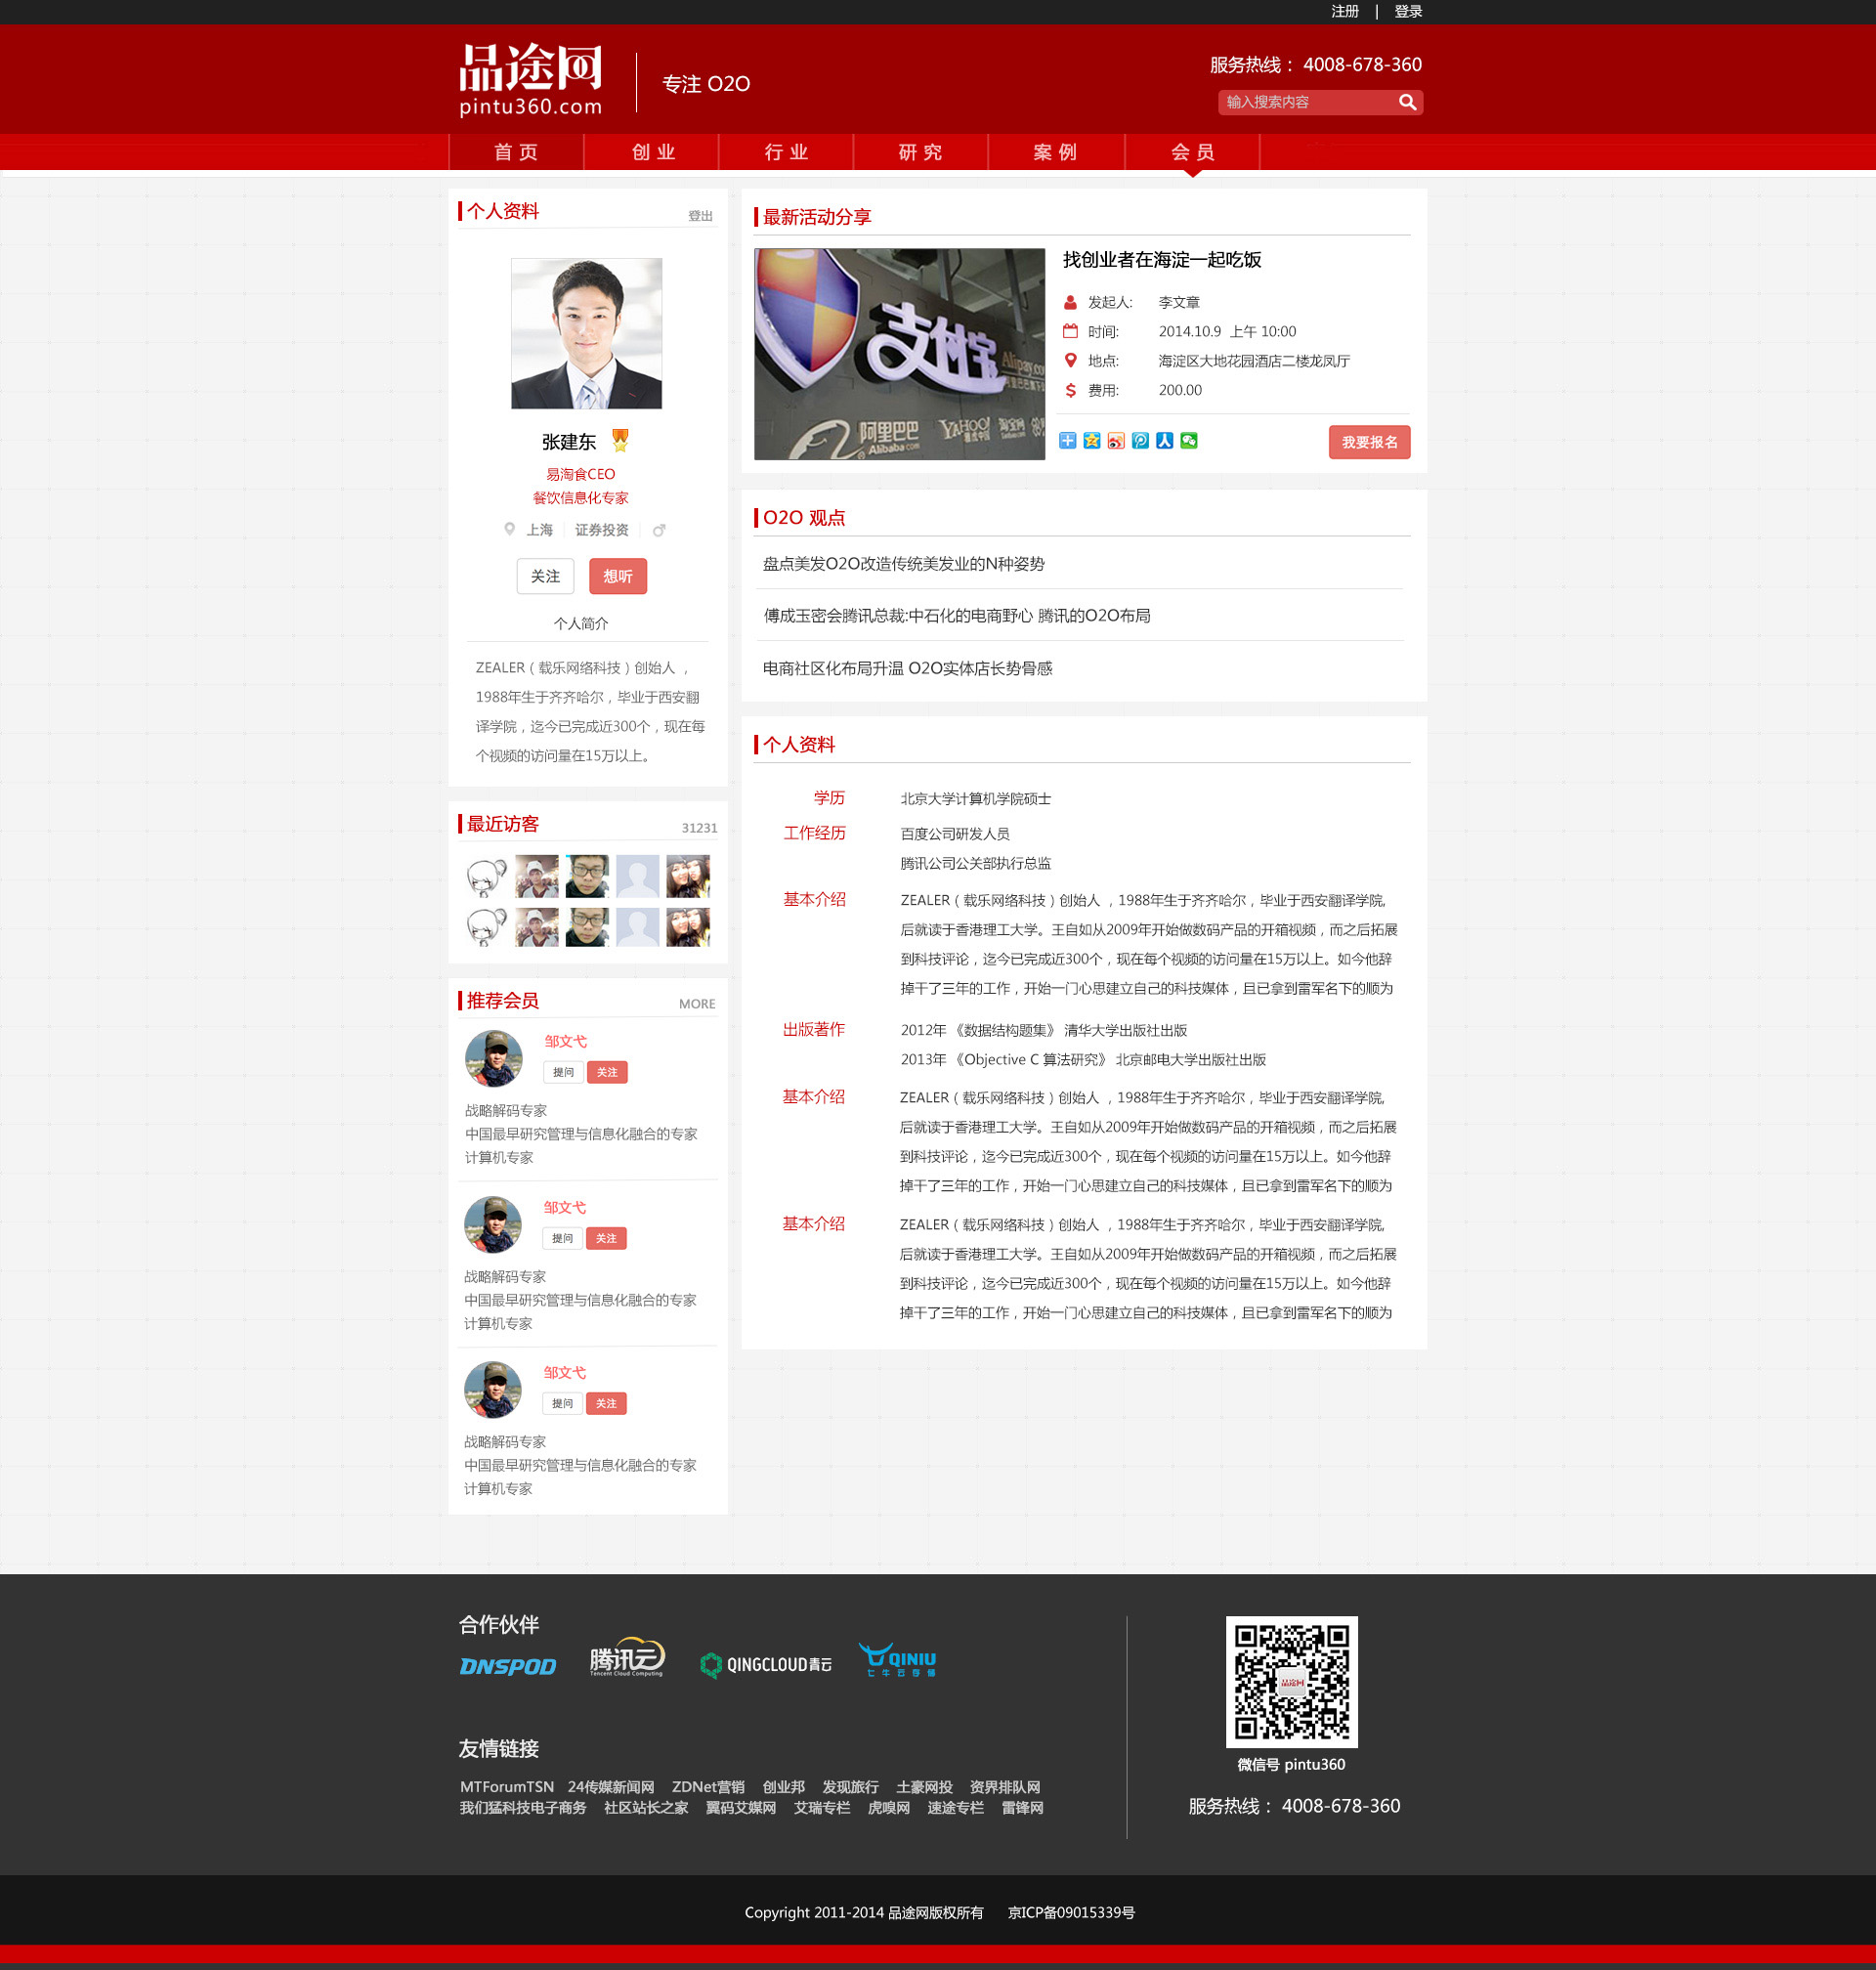 注册 | 登录
品途网
pintu360.com
专注 O2O
服务热线： 4008-678-360
输入搜索内容
首 页
创 业
行 业
研 究
案 例
会 员
个人资料
登出
张建东
易淘食CEO
餐饮信息化专家
上海
证券投资
关注
想听
个人简介
ZEALER（载乐网络科技）创始人 ，
1988年生于齐齐哈尔，毕业于西安翻
译学院，迄今已完成近300个，现在每
个视频的访问量在15万以上。
最近访客
31231
推荐会员
MORE
邹文弋
提问
关注
战略解码专家
中国最早研究管理与信息化融合的专家
计算机专家
邹文弋
提问
关注
战略解码专家
中国最早研究管理与信息化融合的专家
计算机专家
邹文弋
提问
关注
战略解码专家
中国最早研究管理与信息化融合的专家
计算机专家
最新活动分享
支付宝
Alipay.co
阿里巴巴
Alibaba.com
YAHOO!
淘宝网
找创业者在海淀一起吃饭
发起人: 李文章
时间: 2014.10.9 上午 10:00
地点: 海淀区大地花园酒店二楼龙凤厅
费用: 200.00
我要报名
O2O 观点
盘点美发O2O改造传统美发业的N种姿势
傅成玉密会腾讯总裁:中石化的电商野心 腾讯的O2O布局
电商社区化布局升温 O2O实体店长势骨感
个人资料
学历 北京大学计算机学院硕士
工作经历 百度公司研发人员
腾讯公司公关部执行总监
基本介绍 ZEALER（载乐网络科技）创始人 ，1988年生于齐齐哈尔，毕业于西安翻译学院,
后就读于香港理工大学。王自如从2009年开始做数码产品的开箱视频，而之后拓展
到科技评论，迄今已完成近300个，现在每个视频的访问量在15万以上。如今他辞
掉干了三年的工作，开始一门心思建立自己的科技媒体，且已拿到雷军名下的顺为
出版著作 2012年 《数据结构题集》 清华大学出版社出版
2013年 《Objective C 算法研究》 北京邮电大学出版社出版
基本介绍 ZEALER（载乐网络科技）创始人 ，1988年生于齐齐哈尔，毕业于西安翻译学院,
后就读于香港理工大学。王自如从2009年开始做数码产品的开箱视频，而之后拓展
到科技评论，迄今已完成近300个，现在每个视频的访问量在15万以上。如今他辞
掉干了三年的工作，开始一门心思建立自己的科技媒体，且已拿到雷军名下的顺为
基本介绍 ZEALER（载乐网络科技）创始人 ，1988年生于齐齐哈尔，毕业于西安翻译学院,
后就读于香港理工大学。王自如从2009年开始做数码产品的开箱视频，而之后拓展
到科技评论，迄今已完成近300个，现在每个视频的访问量在15万以上。如今他辞
掉干了三年的工作，开始一门心思建立自己的科技媒体，且已拿到雷军名下的顺为
合作伙伴
DNSPOD
腾讯云
Tencent Cloud Computing
QINGCLOUD青云
QINIU
七牛云存储
友情链接
MTForumTSN 24传媒新闻网 ZDNet营销 创业邦 发现旅行 土豪网投 资界排队网
我们猛科技电子商务 社区站长之家 翼码艾媒网 艾瑞专栏 虎嗅网 速途专栏 雷锋网
品途网
微信号 pintu360
服务热线： 4008-678-360
Copyright 2011-2014 品途网版权所有 京ICP备09015339号